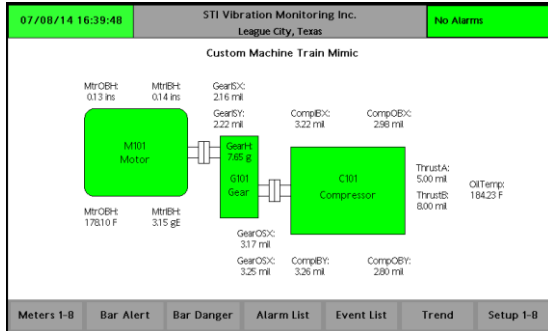 07/08/14 16:39:48
STI Vibration Monitoring Inc.
League City, Texas
No Alarms
Custom Machine Train Mimic
MtrOBH: MtrIBH: GearISX:
0.13 ins 0.14 ins 2.16 mil
GearISY: CompIBX: CompOBX:
2.22 mil 3.22 mil 2.98 mil
M101
Motor
GearH:
7.65 g
G101
Gear
C101
Compressor
ThrustA:
5.00 mil
ThrustB:
8.00 mil
OilTemp:
184.23 F
MtrOBH: MtrIBH:
178.10 F 3.15 gE
GearOSX:
3.17 mil
GearOSX: CompIBY: CompOBY:
3.25 mil 3.26 mil 2.80 mil
Meters 1-8 Bar Alert Bar Danger Alarm List Event List Trend Setup 1-8